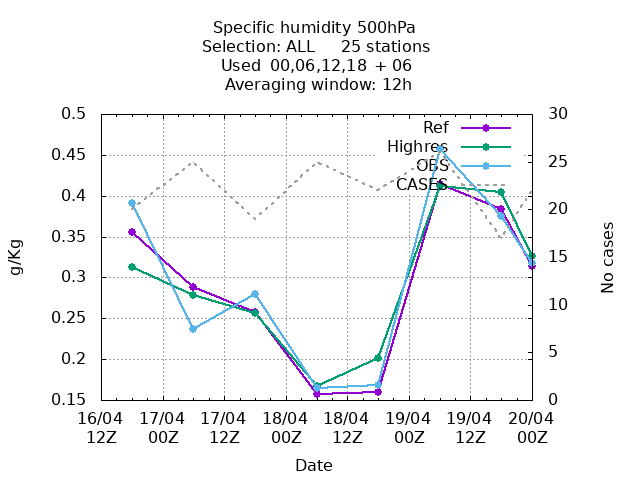 Specific humidity 500hPa
Selection: ALL 25 stations
Used 00,06,12,18 + 06
Averaging window: 12h
Ref
Highres
OBS
CASES
0.5
0.45
0.4
0.35
0.3
0.25
0.2
0.15
g/Kg
30
25
20
15
10
5
0
No cases
16/04 17/04 17/04 18/04 18/04 19/04 19/04 20/04
12Z 00Z 12Z 00Z 12Z 00Z 12Z 00Z
Date